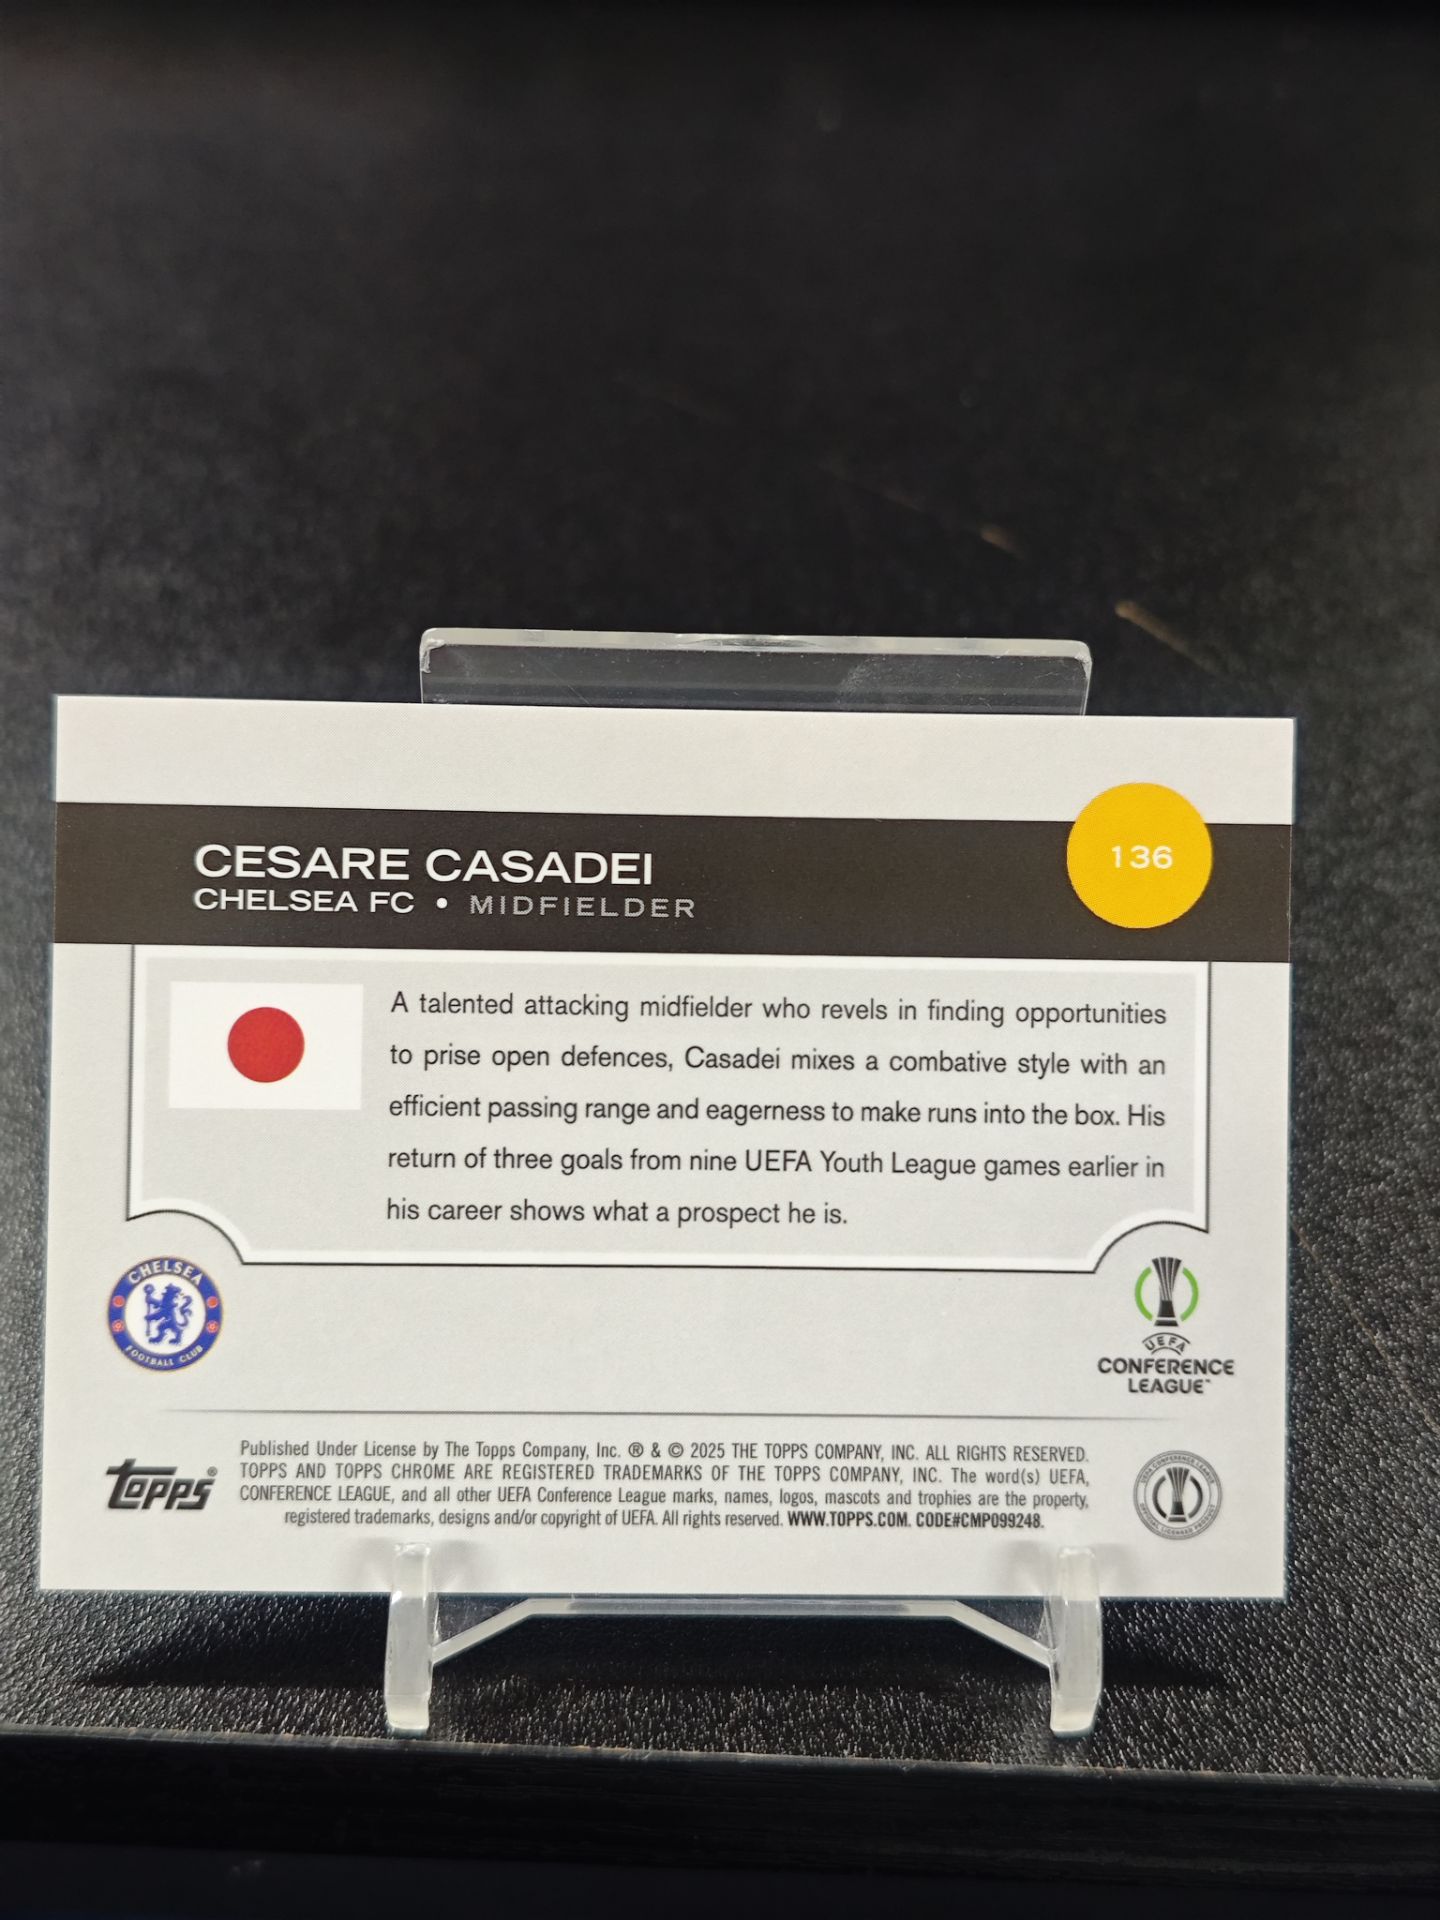 CESARE CASADEI
CHELSEA FC • MIDFIELDER
136
A talented attacking midfielder who revels in finding opportunities
to prise open defences, Casadei mixes a combative style with an
efficient passing range and eagerness to make runs into the box. His
return of three goals from nine UEFA Youth League games earlier in
his career shows what a prospect he is.
CHELSEA
FOOTBALL CLUB
UEFA
CONFERENCE
LEAGUE™
Topps®
Published Under License by The Topps Company, Inc. ® & © 2025 THE TOPPS COMPANY, INC. ALL RIGHTS RESERVED.
TOPPS AND TOPPS CHROME ARE REGISTERED TRADEMARKS OF THE TOPPS COMPANY, INC. The word(s) UEFA,
CONFERENCE LEAGUE, and all other UEFA Conference League marks, names, logos, mascots and trophies are the property,
registered trademarks, designs and/or copyright of UEFA. All rights reserved. WWW.TOPPS.COM. CODE#CMP099248.
UEFA CONFERENCE LEAGUE
OFFICIAL LICENSED PRODUCT